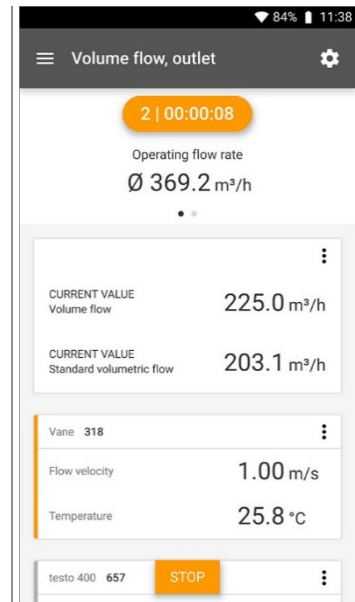 84% 11:38
Volume flow, outlet
2 | 00:00:08
Operating flow rate
Ø 369.2 m³/h
CURRENT VALUE
Volume flow
225.0 m³/h
CURRENT VALUE
Standard volumetric flow
203.1 m³/h
Vane 318
Flow velocity
1.00 m/s
Temperature
25.8 °C
testo 400 657
STOP